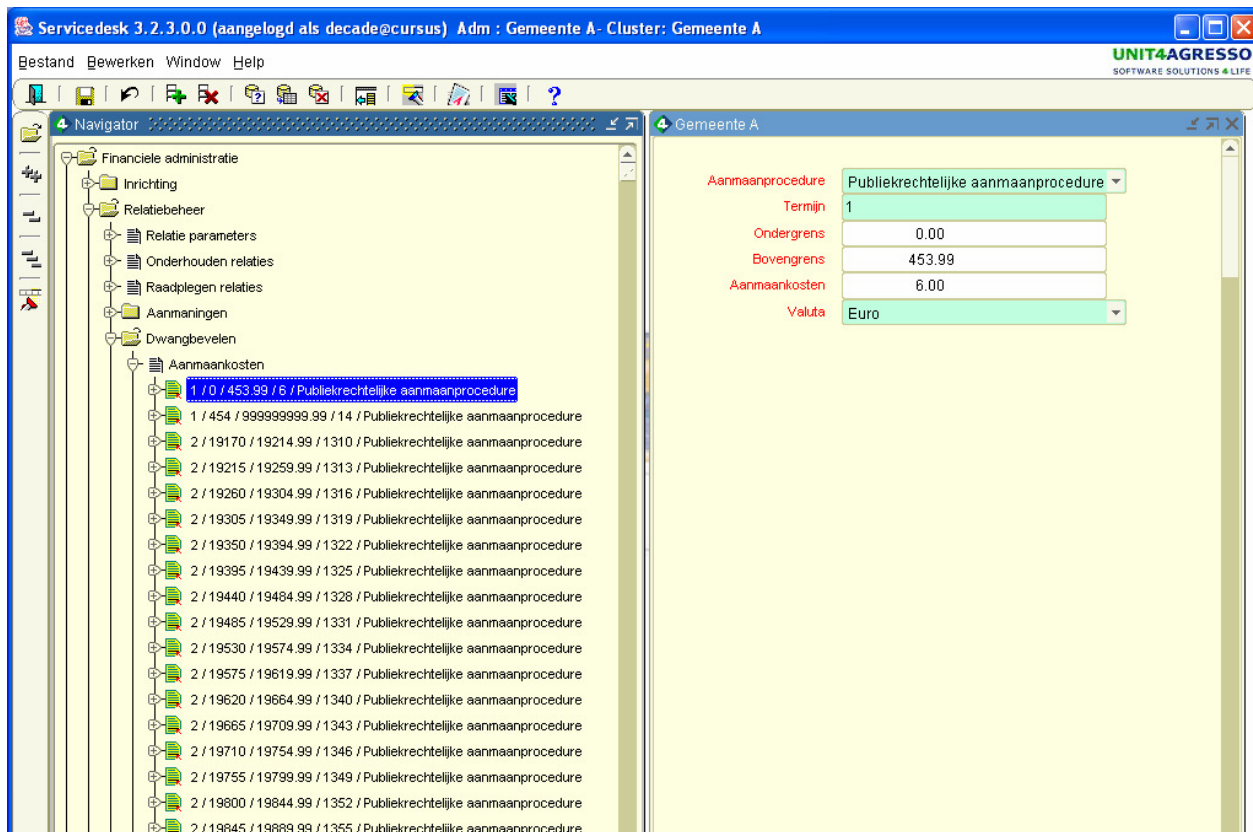 Servicedesk 3.2.3.0.0 (aangelogd als decade@cursus) Adm : Gemeente A- Cluster: Gemeente A
Bestand Bewerken Window Help
UNIT4AGRESSO
SOFTWARE SOLUTIONS 4 LIFE
4 Navigator
Financiele administratie
Inrichting
Relatiebeheer
Relatie parameters
Onderhouden relaties
Raadplegen relaties
Aanmaningen
Dwangbevelen
Aanmaankosten
1 / 0 / 453.99 / 6 / Publiekrechtelijke aanmaanprocedure
1 / 454 / 999999999.99 / 14 / Publiekrechtelijke aanmaanprocedure
2 / 19170 / 19214.99 / 1310 / Publiekrechtelijke aanmaanprocedure
2 / 19215 / 19259.99 / 1313 / Publiekrechtelijke aanmaanprocedure
2 / 19260 / 19304.99 / 1316 / Publiekrechtelijke aanmaanprocedure
2 / 19305 / 19349.99 / 1319 / Publiekrechtelijke aanmaanprocedure
2 / 19350 / 19394.99 / 1322 / Publiekrechtelijke aanmaanprocedure
2 / 19395 / 19439.99 / 1325 / Publiekrechtelijke aanmaanprocedure
2 / 19440 / 19484.99 / 1328 / Publiekrechtelijke aanmaanprocedure
2 / 19485 / 19529.99 / 1331 / Publiekrechtelijke aanmaanprocedure
2 / 19530 / 19574.99 / 1334 / Publiekrechtelijke aanmaanprocedure
2 / 19575 / 19619.99 / 1337 / Publiekrechtelijke aanmaanprocedure
2 / 19620 / 19664.99 / 1340 / Publiekrechtelijke aanmaanprocedure
2 / 19665 / 19709.99 / 1343 / Publiekrechtelijke aanmaanprocedure
2 / 19710 / 19754.99 / 1346 / Publiekrechtelijke aanmaanprocedure
2 / 19755 / 19799.99 / 1349 / Publiekrechtelijke aanmaanprocedure
2 / 19800 / 19844.99 / 1352 / Publiekrechtelijke aanmaanprocedure
2 / 19845 / 19889.99 / 1355 / Publiekrechtelijke aanmaanprocedure
4 Gemeente A
Aanmaanprocedure Publiekrechtelijke aanmaanprocedure
Termijn 1
Ondergrens 0.00
Bovengrens 453.99
Aanmaankosten 6.00
Valuta Euro